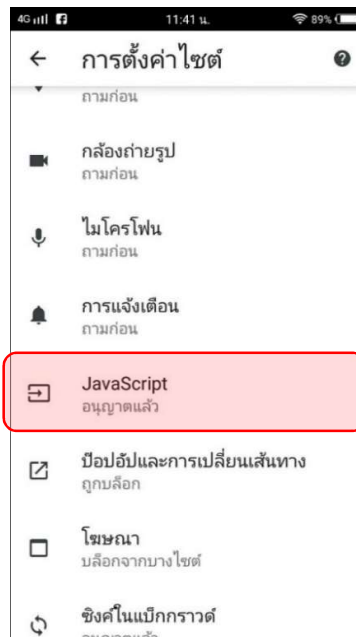 4G 11:41 น. 89%
การตั้งค่าไซต์
ถามก่อน
กล้องถ่ายรูป
ถามก่อน
ไมโครโฟน
ถามก่อน
การแจ้งเตือน
ถามก่อน
JavaScript
อนุญาตแล้ว
ป๊อปอัปและการเปลี่ยนเส้นทาง
ถูกบล็อก
โฆษณา
บล็อกจากบางไซต์
ซิงค์ในแบ็กกราวด์